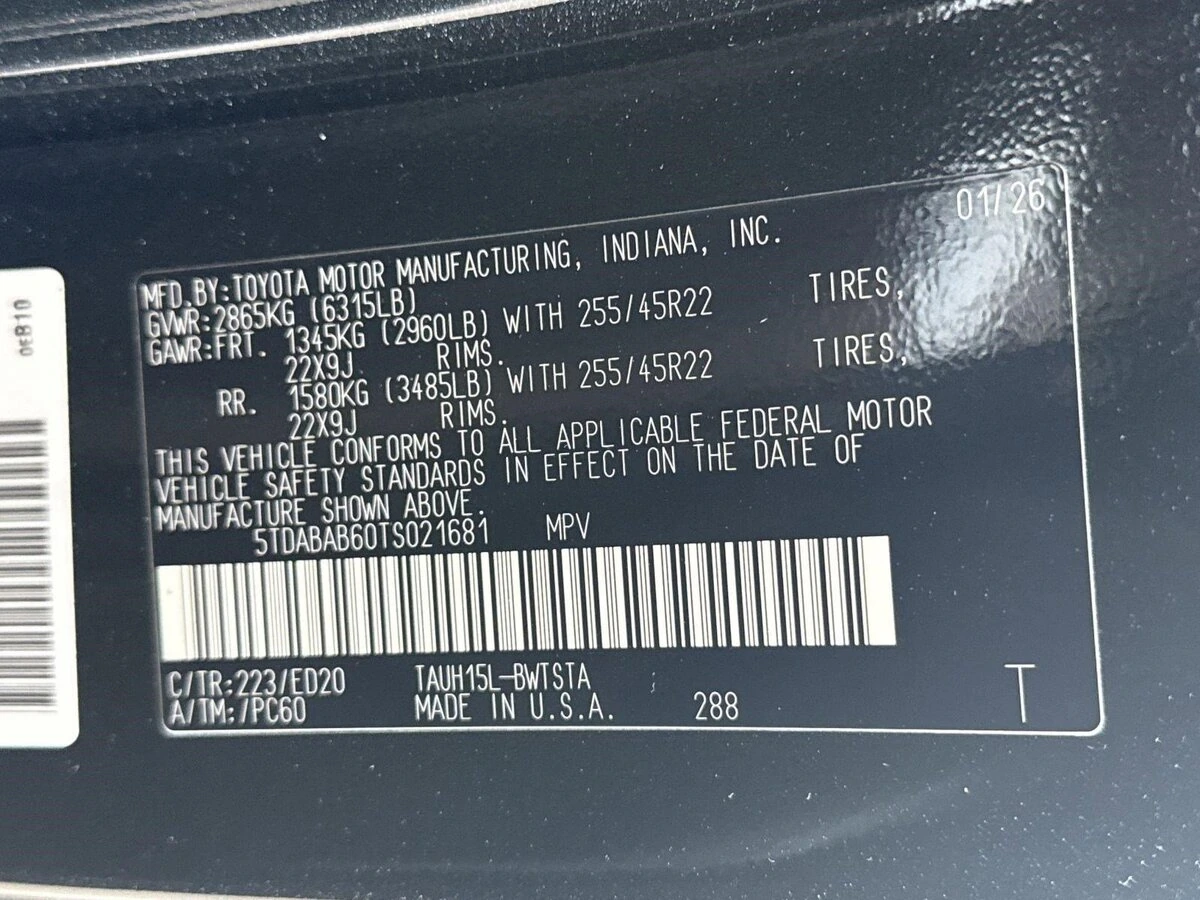 01/26
MFD.BY:TOYOTA MOTOR MANUFACTURING, INDIANA, INC.
GVWR:2865KG (6315LB)
GAWR:FRT. 1345KG (2960LB) WITH 255/45R22 TIRES,
22X9J RIMS.
RR. 1580KG (3485LB) WITH 255/45R22 TIRES,
22X9J RIMS.
THIS VEHICLE CONFORMS TO ALL APPLICABLE FEDERAL MOTOR
VEHICLE SAFETY STANDARDS IN EFFECT ON THE DATE OF
MANUFACTURE SHOWN ABOVE.
5TDABAB60TS021681 MPV
C/TR:223/ED20 TAUH15L-BWTSTA
A/TM:/PC60 MADE IN U.S.A. 288
T
0E810